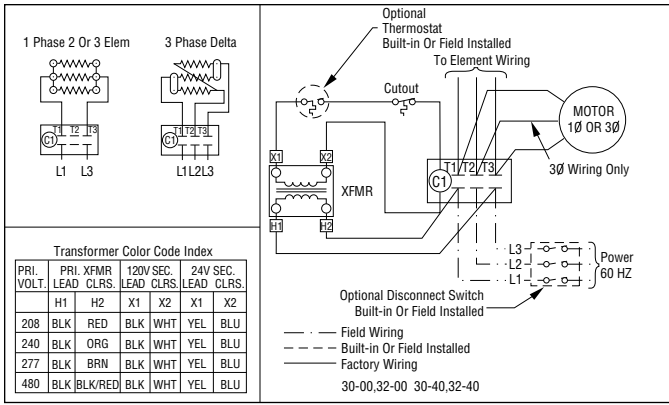 1 Phase 2 Or 3 Elem
3 Phase Delta
T1 T2 T3
C1
L1 L3
T1 T2 T3
C1
L1 L2 L3
Transformer Color Code Index
PRI. VOLT. PRI. XFMR LEAD CLRS. 120V SEC. LEAD CLRS. 24V SEC. LEAD CLRS.
H1 H2 X1 X2 X1 X2
208 BLK RED BLK WHT YEL BLU
240 BLK ORG BLK WHT YEL BLU
277 BLK BRN BLK WHT YEL BLU
480 BLK BLK/RED BLK WHT YEL BLU
Optional
Thermostat
Built-in Or Field Installed
To Element Wiring
Cutout
MOTOR
1Ø OR 3Ø
3Ø Wiring Only
X1 X2
XFMR
H1 H2
T1 T2 T3
C1
L3
L2
L1
Power
60 HZ
Optional Disconnect Switch
Built-in Or Field Installed
Field Wiring
Built-in Or Field Installed
Factory Wiring
30-00,32-00 30-40,32-40